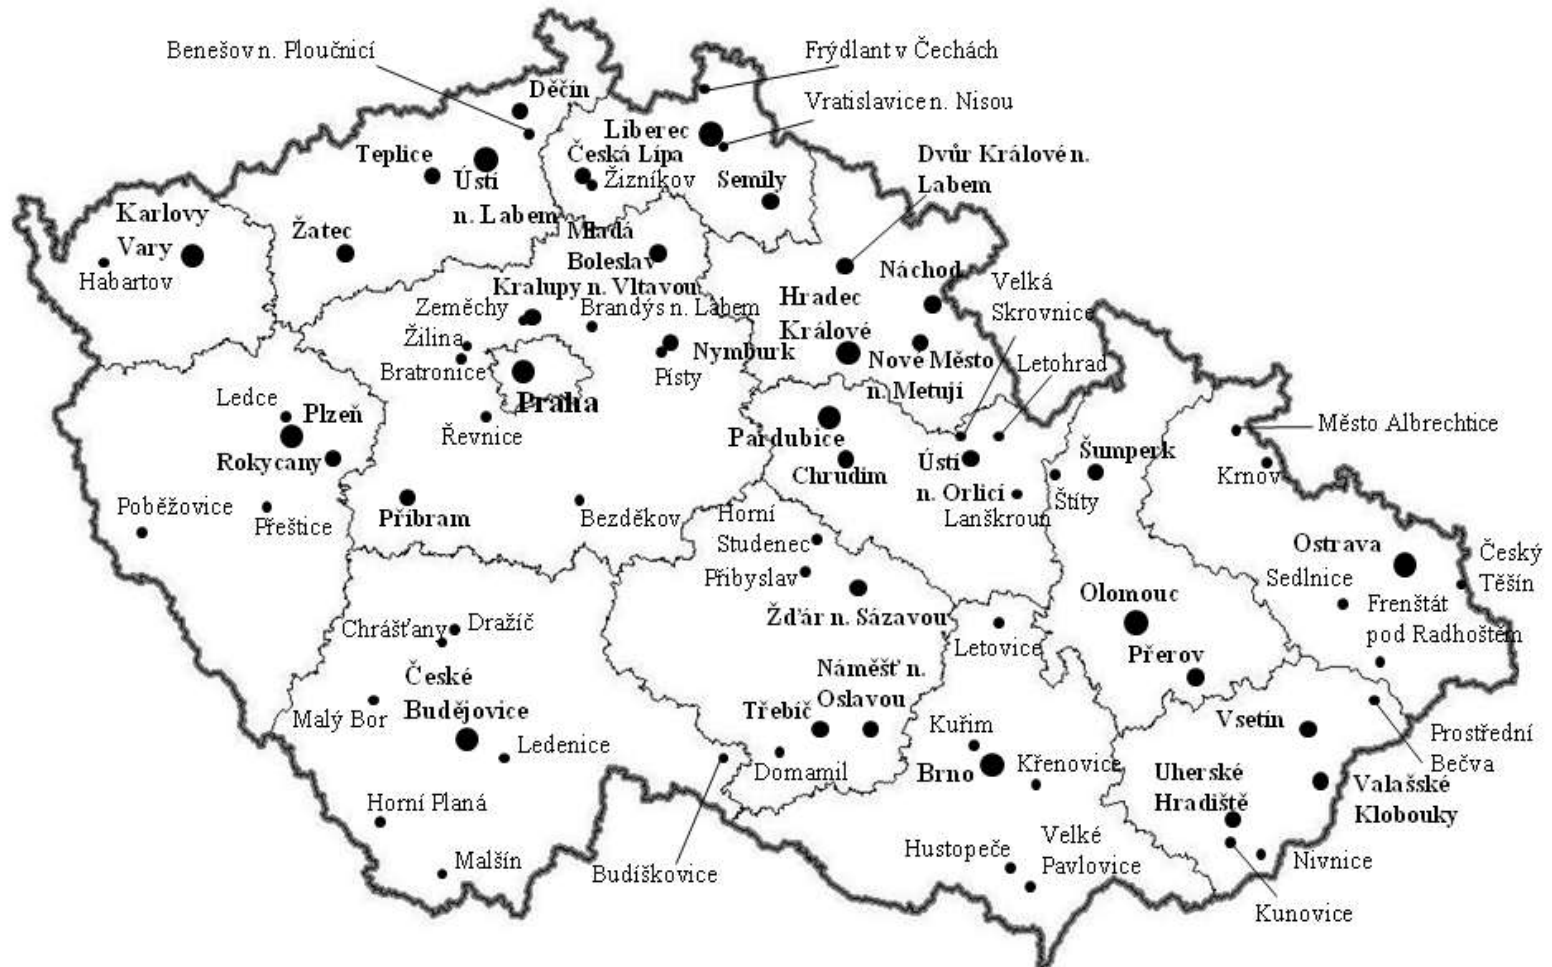 Benešov n. Ploučnicí
Frýdlant v Čechách
Děčín
Vratislavice n. Nisou
Liberec
Teplice
Česká Lípa
Dvůr Králové n.
Labem
Ústí
n. Labem
Žizníkov
Semily
Karlovy
Vary
Žatec
Mladá
Boleslav
Habartov
Náchod
Velká
Skrovnice
Kralupy n. Vltavou
Hradec
Králové
Zeměchy
Brandýs n. Labem
Žilina
Nymburk
Nové Město
n. Metují
Letohrad
Bratronice
Písty
Praha
Ledce
Plzeň
Řevnice
Pardubice
Město Albrechtice
Rokycany
Chrudim
Ústí
n. Orlicí
Šumperk
Krnov
Poběžovice
Přeštice
Příbram
Bezděkov
Horní
Studenec
Lanškroun
Štíty
Ostrava
Český
Těšín
Přibyslav
Sedlnice
Olomouc
Frenštát
pod Radhoštěm
Chrášťany
Dražíč
Žďár n. Sázavou
Letovice
Přerov
České
Budějovice
Náměšť n.
Oslavou
Malý Bor
Třebíč
Vsetín
Kuřim
Prostřední
Bečva
Ledenice
Domamil
Brno
Křenovice
Uherské
Hradiště
Valašské
Klobouky
Horní Planá
Velké
Pavlovice
Hustopeče
Malšín
Budíškovice
Nivnice
Kunovice